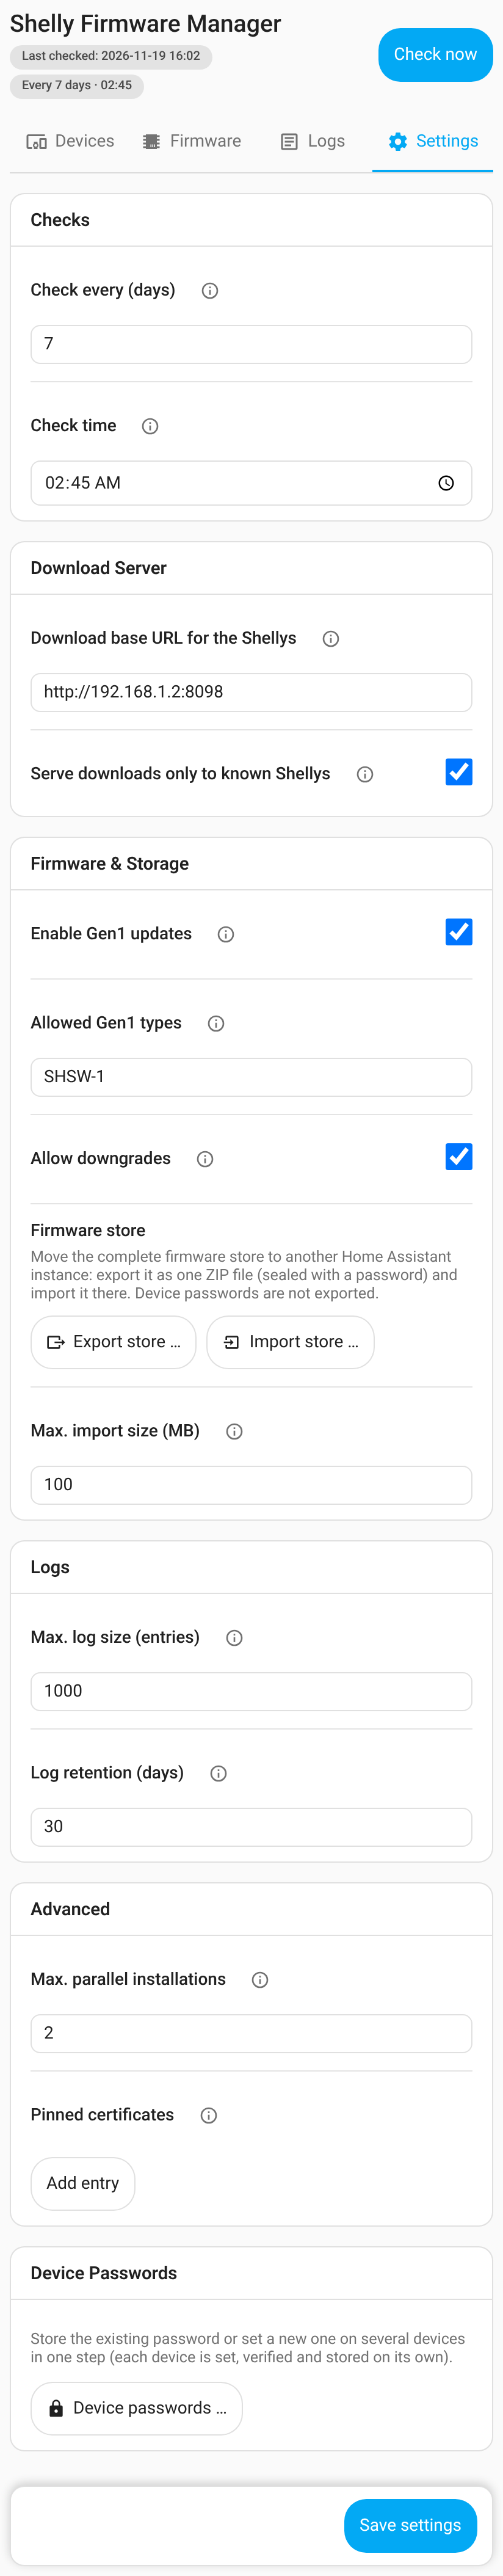 Shelly Firmware Manager
Last checked: 2026-11-19 16:02
Every 7 days · 02:45
Check now
Devices
Firmware
Logs
Settings
Checks
Check every (days)
7
Check time
02:45 AM
Download Server
Download base URL for the Shellys
http://192.168.1.2:8098
Serve downloads only to known Shellys
Firmware & Storage
Enable Gen1 updates
Allowed Gen1 types
SHSW-1
Allow downgrades
Firmware store
Move the complete firmware store to another Home Assistant
instance: export it as one ZIP file (sealed with a password) and
import it there. Device passwords are not exported.
Export store ...
Import store ...
Max. import size (MB)
100
Logs
Max. log size (entries)
1000
Log retention (days)
30
Advanced
Max. parallel installations
2
Pinned certificates
Add entry
Device Passwords
Store the existing password or set a new one on several devices
in one step (each device is set, verified and stored on its own).
Device passwords ...
Save settings